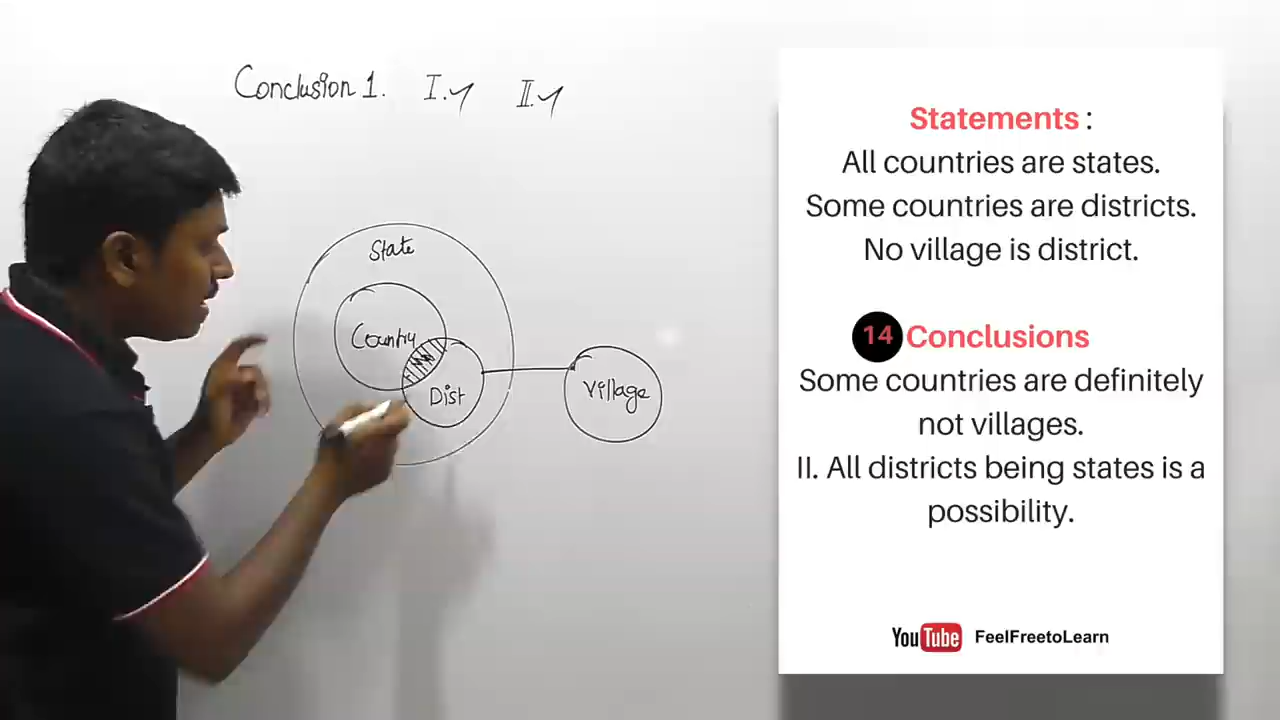 Conclusion 1. I. ✓ II. ✓
State
Country
Dist
Village
Statements :
All countries are states.
Some countries are districts.
No village is district.
14 Conclusions
Some countries are definitely
not villages.
II. All districts being states is a
possibility.
YouTube FeelFreetoLearn